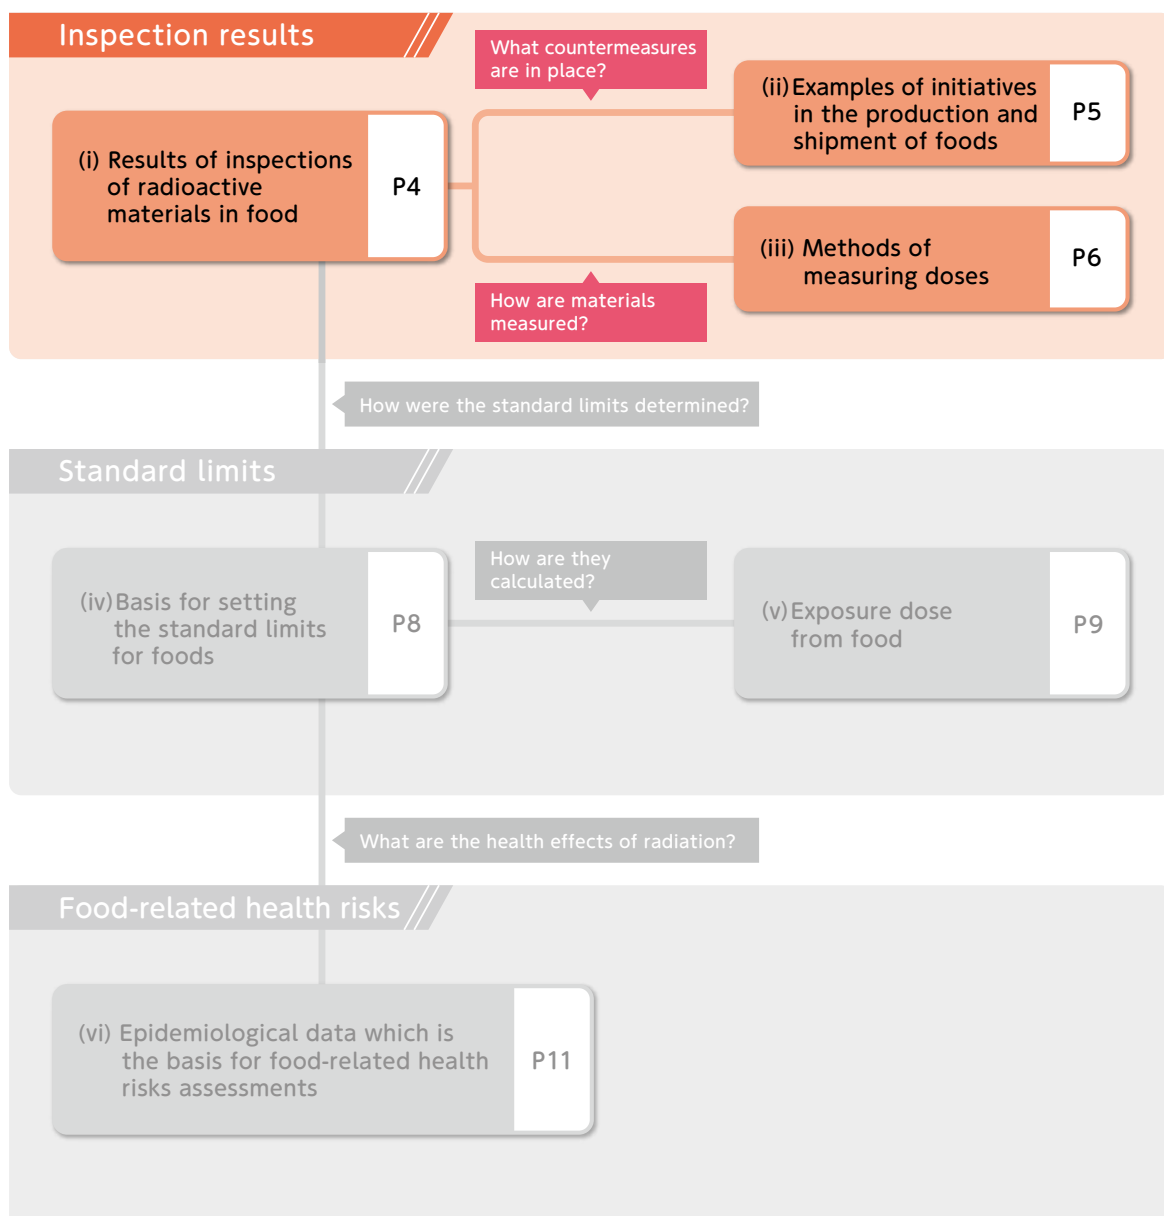 Inspection results
What countermeasures
are in place?
(i) Results of inspections
of radioactive
materials in food
P4
(ii) Examples of initiatives
in the production and
shipment of foods
P5
(iii) Methods of
measuring doses
P6
How are materials
measured?
How were the standard limits determined?
Standard limits
(iv) Basis for setting
the standard limits
for foods
P8
How are they
calculated?
(v) Exposure dose
from food
P9
What are the health effects of radiation?
Food-related health risks
(vi) Epidemiological data which is
the basis for food-related health
risks assessments
P11